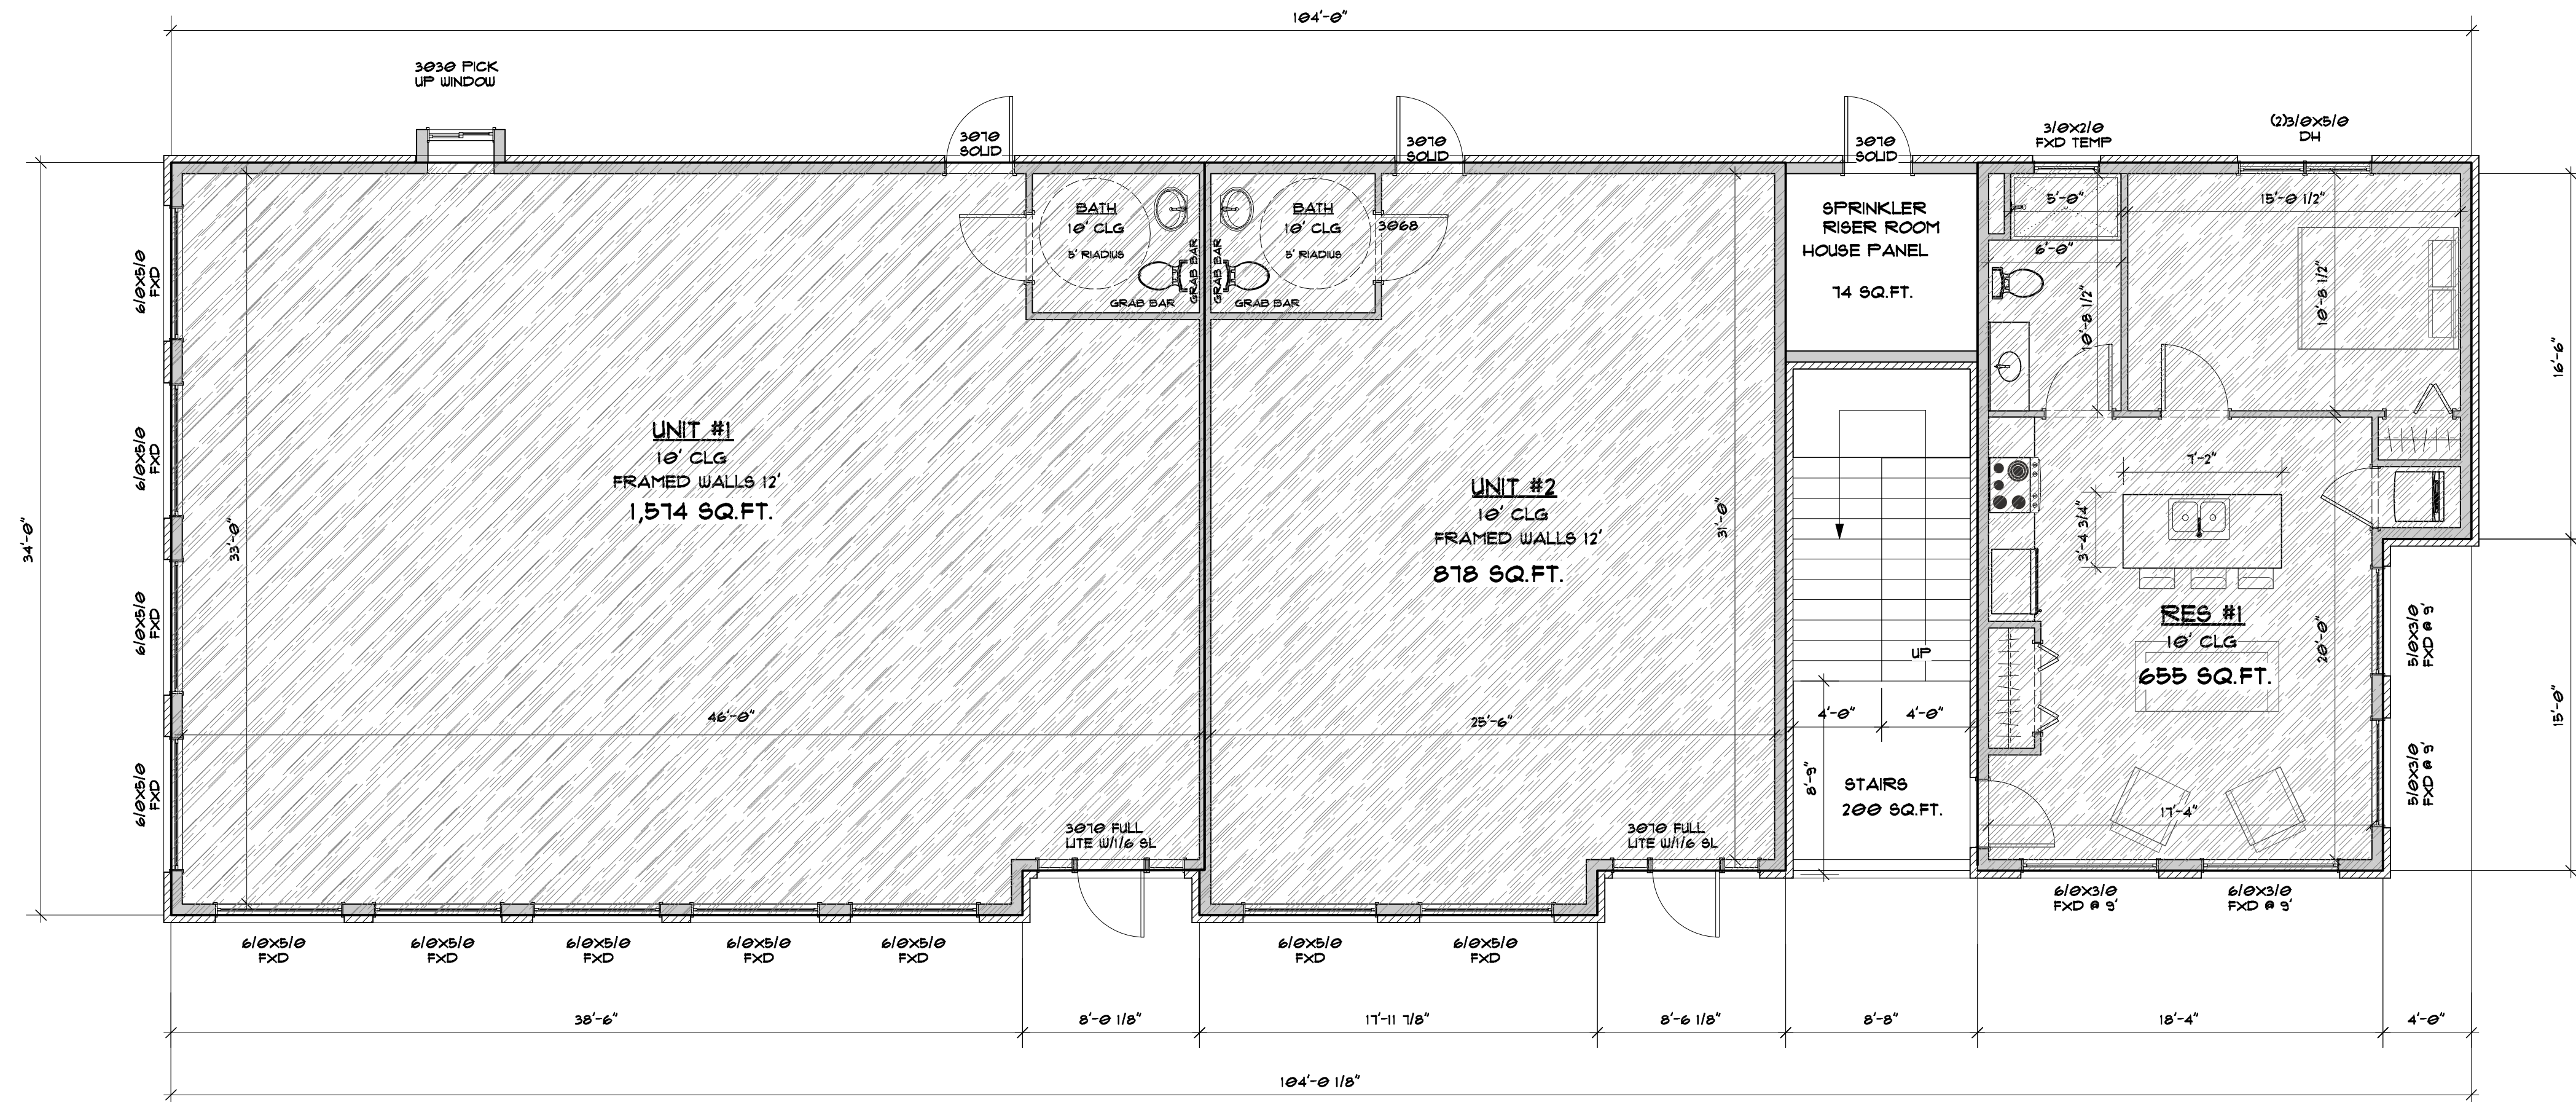 104'-0"
3030 PICK
UP WINDOW
3070
SOLID
3070
SOLID
3070
SOLID
3/0X2/0
FXD TEMP
(2)3/0X5/0
DH
BATH
10' CLG
5' RIADIUS
GRAB BAR
GRAB BAR
BATH
10' CLG
5' RIADIUS
GRAB BAR
GRAB BAR
3068
SPRINKLER
RISER ROOM
HOUSE PANEL
74 SQ.FT.
5'-0"
15'-0 1/2"
6'-0"
10'-8 1/2"
10'-8 1/2"
16'-6"
6/0X5/0
FXD
6/0X5/0
FXD
6/0X5/0
FXD
6/0X5/0
FXD
34'-0"
33'-0"
UNIT #1
10' CLG
FRAMED WALLS 12'
1,574 SQ.FT.
UNIT #2
10' CLG
FRAMED WALLS 12'
878 SQ.FT.
31'-0"
7'-2"
3'-4 3/4"
RES #1
10' CLG
655 SQ.FT.
20'-0"
5/0X3/0
FXD @ 9'
5/0X3/0
FXD @ 9'
15'-0"
UP
46'-0"
25'-6"
4'-0"
4'-0"
8'-9"
STAIRS
200 SQ.FT.
17'-4"
3070 FULL
LITE W/1/6 SL
3070 FULL
LITE W/1/6 SL
6/0X3/0
FXD @ 9'
6/0X3/0
FXD @ 9'
6/0X5/0
FXD
6/0X5/0
FXD
6/0X5/0
FXD
6/0X5/0
FXD
6/0X5/0
FXD
6/0X5/0
FXD
6/0X5/0
FXD
38'-6"
8'-0 1/8"
17'-11 7/8"
8'-6 1/8"
8'-8"
18'-4"
4'-0"
104'-0 1/8"